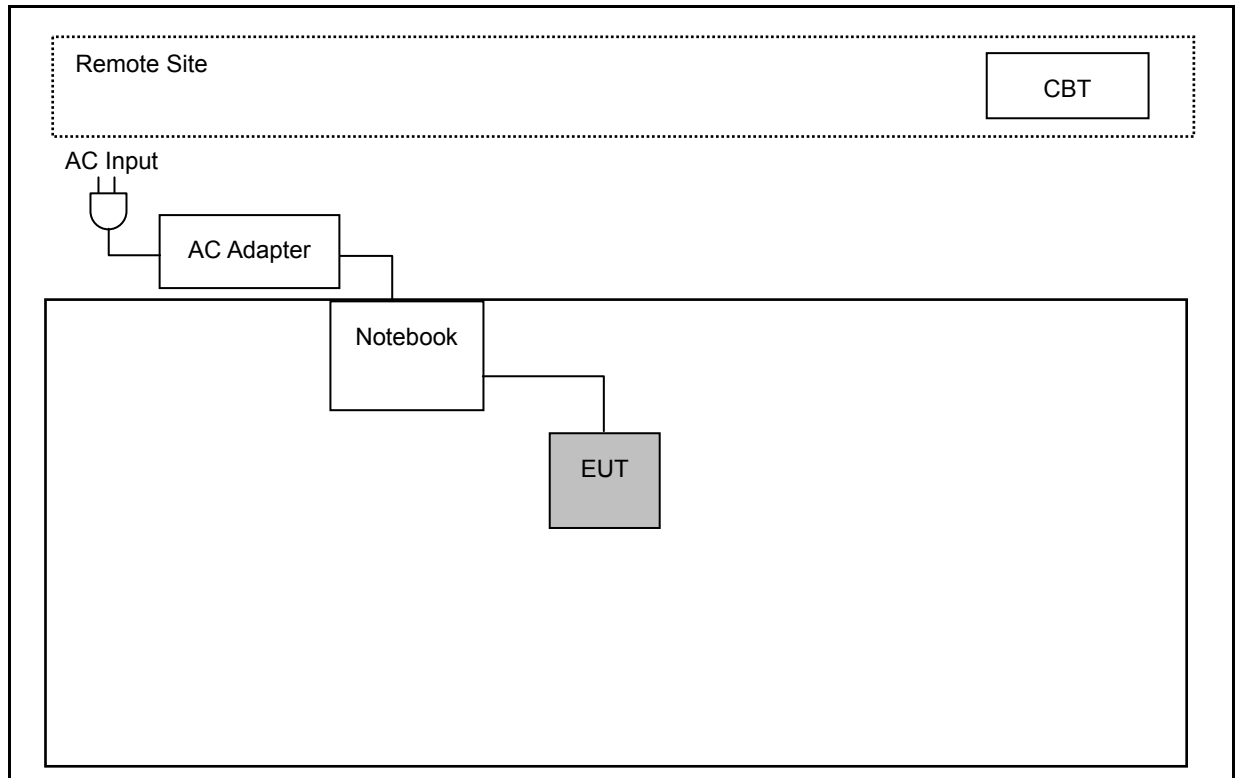 Remote Site
CBT
AC Input
AC Adapter
Notebook
EUT